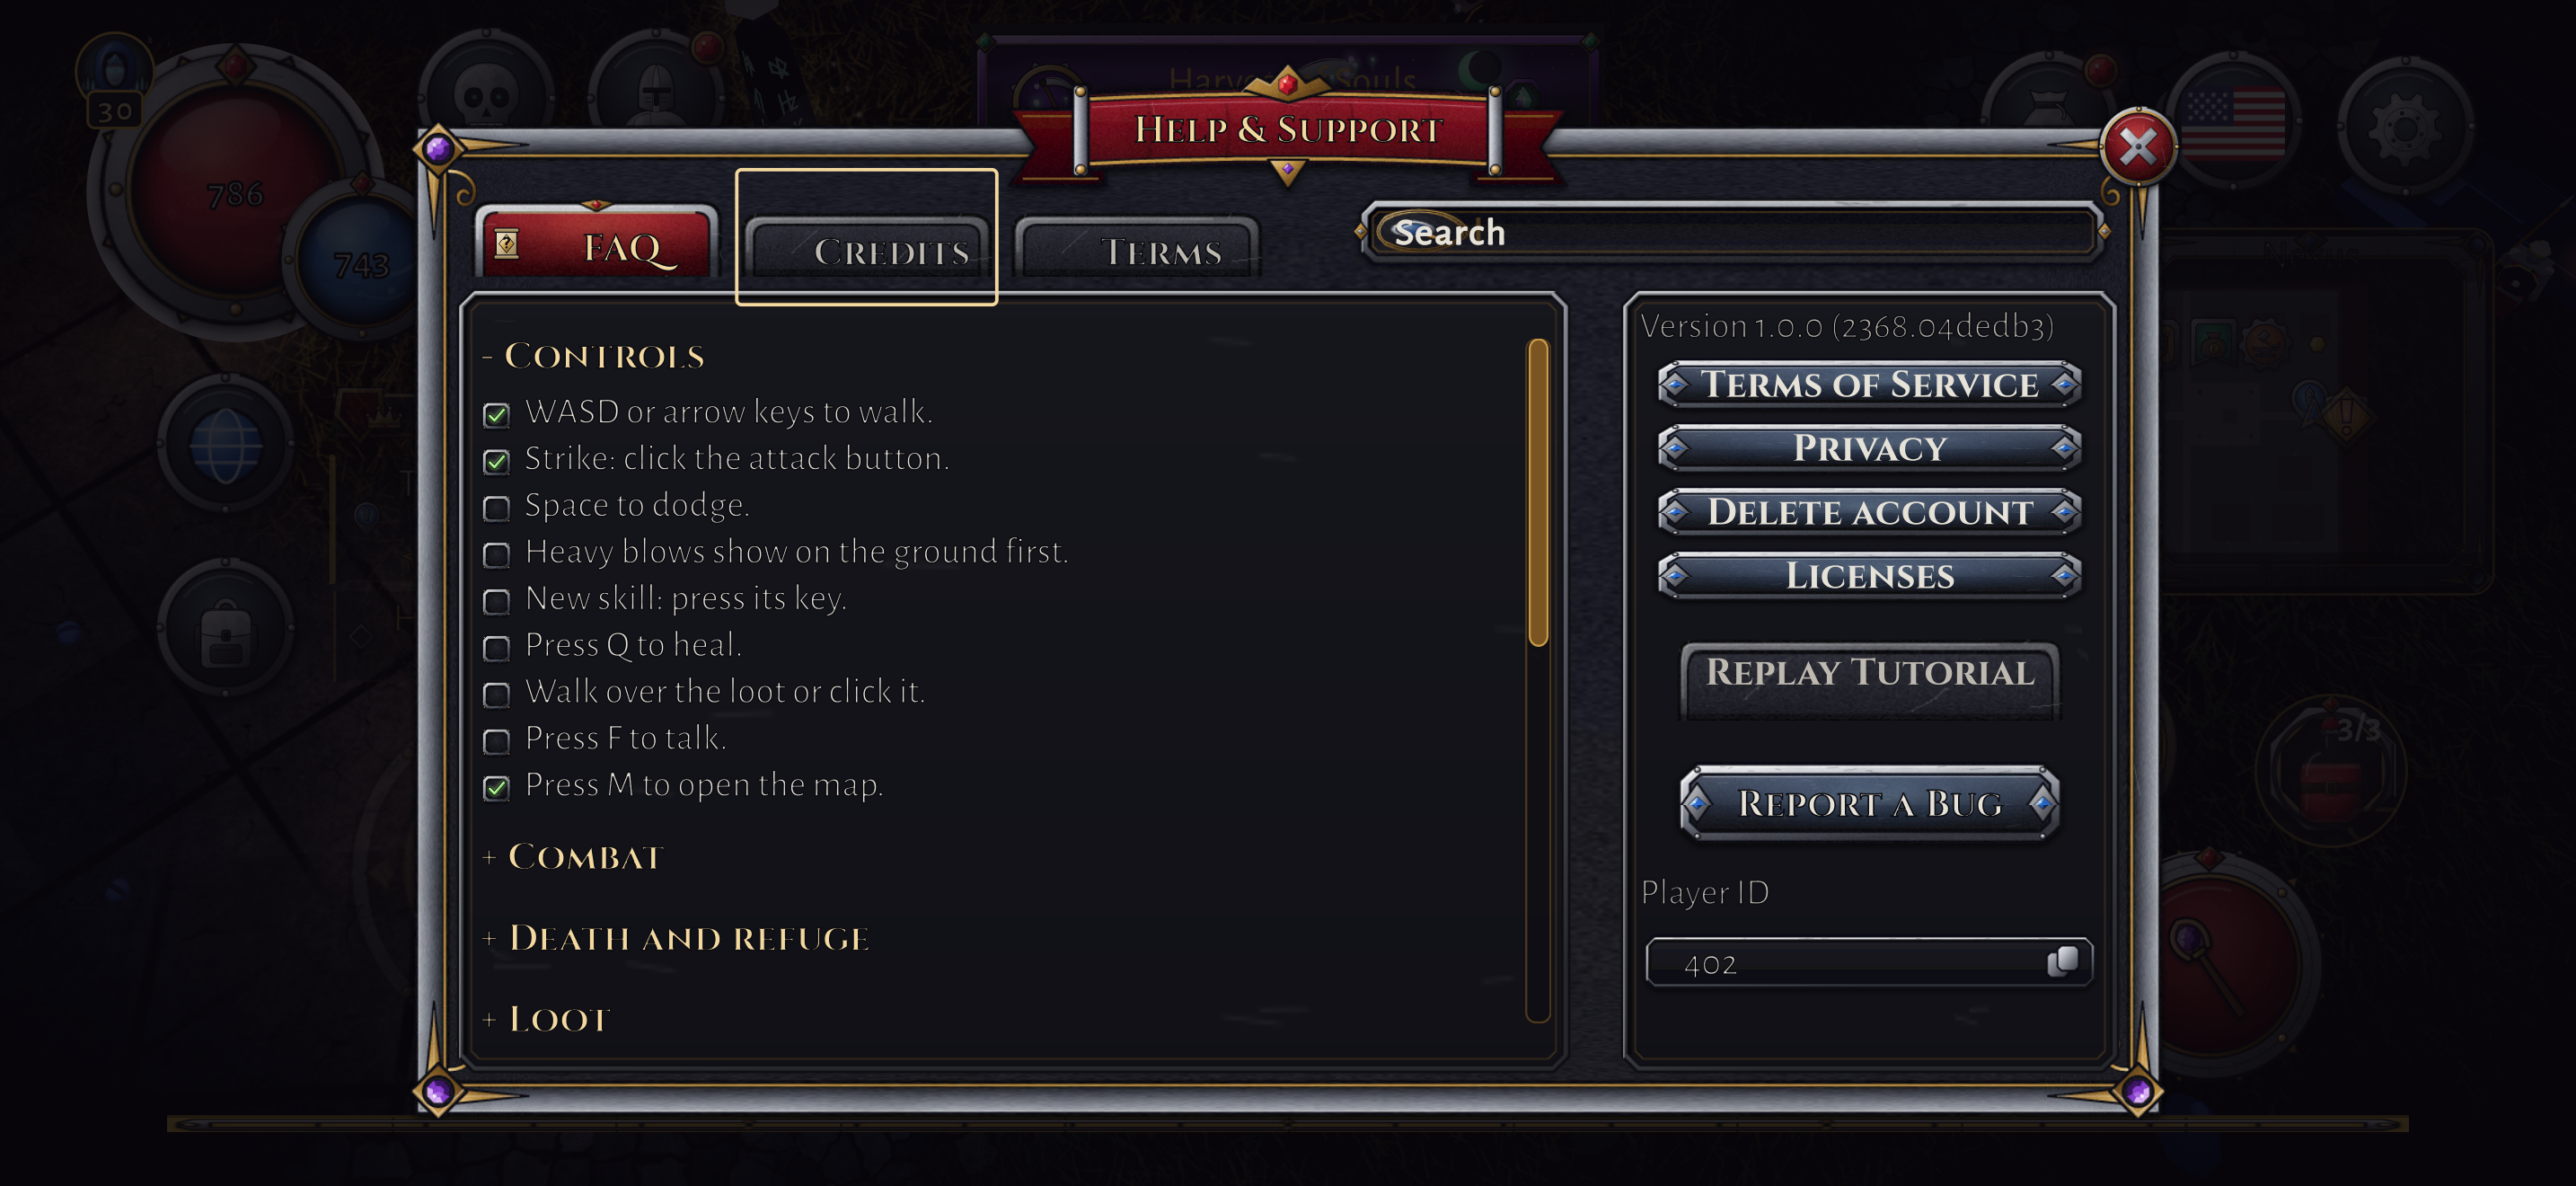 30
Harvest Souls
HELP & SUPPORT
786
743
FAQ
CREDITS
TERMS
Search
- CONTROLS
WASD or arrow keys to walk.
Strike: click the attack button.
Space to dodge.
Heavy blows show on the ground first.
New skill: press its key.
Press Q to heal.
Walk over the loot or click it.
Press F to talk.
Press M to open the map.
+ COMBAT
+ DEATH AND REFUGE
+ LOOT
Version 1.0.0 (2368.04dedb3)
TERMS OF SERVICE
PRIVACY
DELETE ACCOUNT
LICENSES
REPLAY TUTORIAL
REPORT A BUG
Player ID
402
3/3